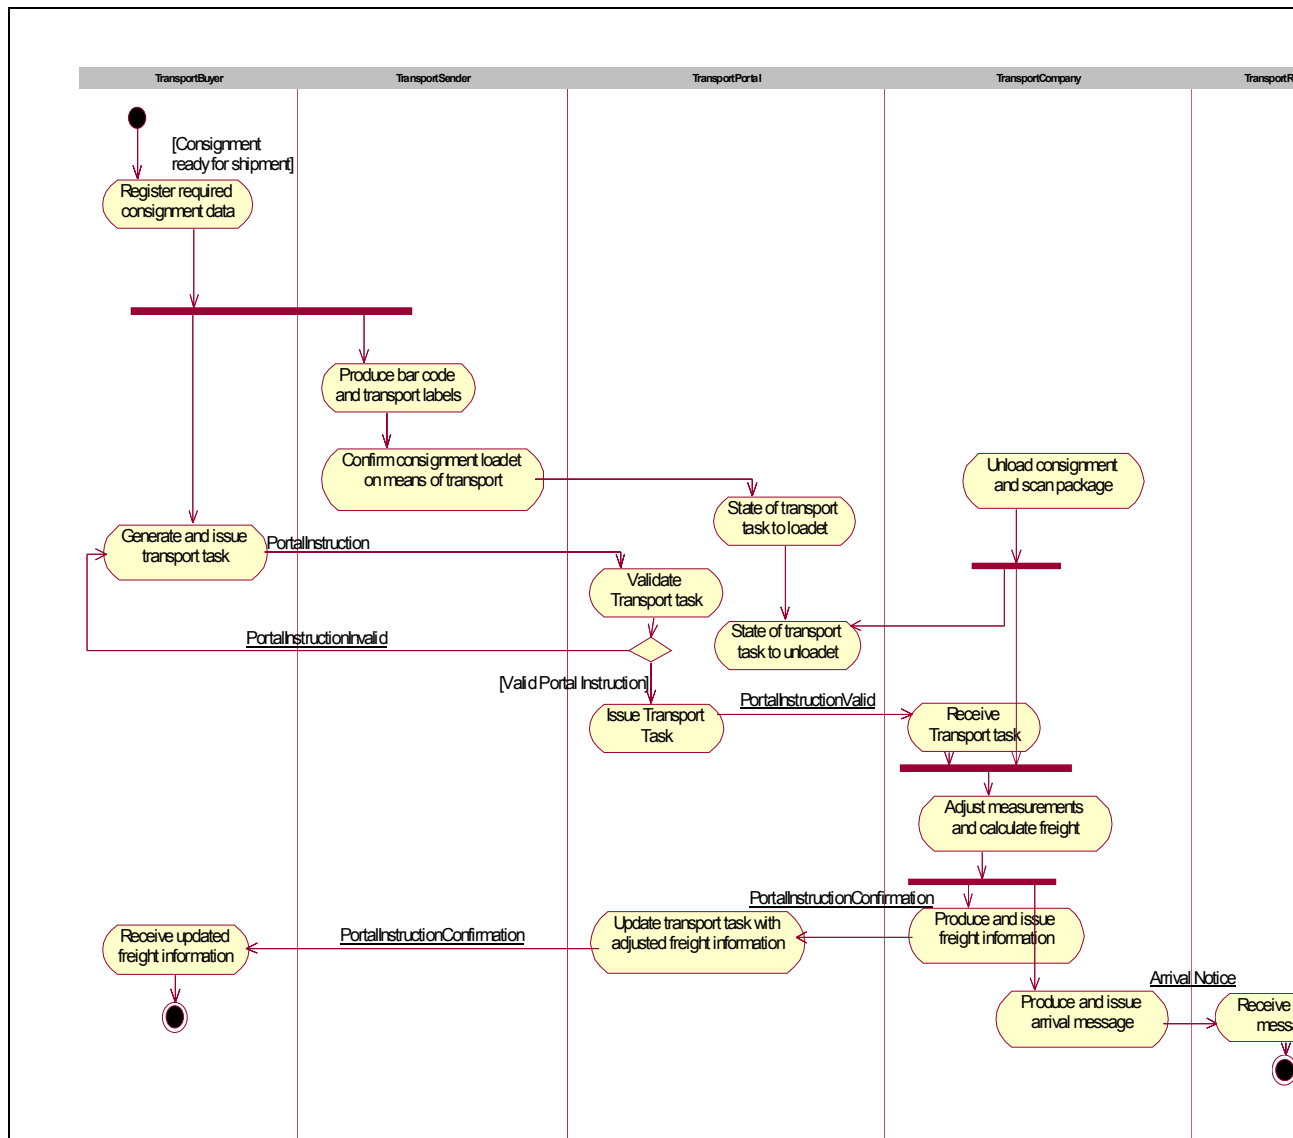 TransportBuyer
TransportSender
TransportPortal
TransportCompany
TransportR
[Consignment
ready for shipment]
Register required
consignment data
Produce bar code
and transport labels
Confirm consignment loadet
on means of transport
State of transport
task to loadet
Unload consignment
and scan package
Generate and issue
transport task
PortalInstruction
Validate
Transport task
State of transport
task to unloadet
PortalInstructionInvalid
[Valid Portal Instruction]
Issue Transport
Task
PortalInstructionValid
Receive
Transport task
Adjust measurements
and calculate freight
PortalInstructionConfirmation
Produce and issue
freight information
Update transport task with
adjusted freight information
PortalInstructionConfirmation
Receive updated
freight information
Produce and issue
arrival message
Arrival Notice
Receive
messa